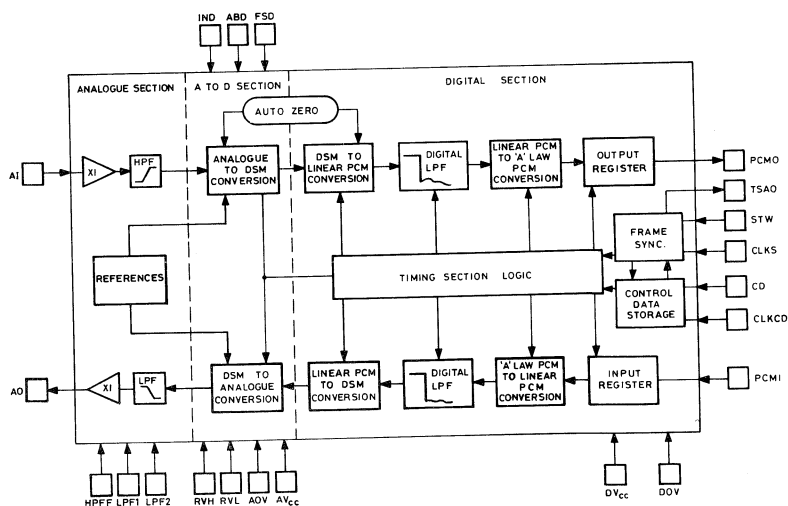 IND ABD FSD
ANALOGUE SECTION
A TO D SECTION
DIGITAL SECTION
AUTO ZERO
AI
X1
HPF
ANALOGUE
TO DSM
CONVERSION
DSM TO
LINEAR PCM
CONVERSION
DIGITAL
LPF
LINEAR PCM
TO 'A' LAW
PCM
CONVERSION
OUTPUT
REGISTER
PCMO
TSAO
STW
CLKS
CD
CLKCD
FRAME
SYNC.
CONTROL
DATA
STORAGE
REFERENCES
TIMING SECTION LOGIC
AO
X1
LPF
DSM TO
ANALOGUE
CONVERSION
LINEAR PCM
TO DSM
CONVERSION
DIGITAL
LPF
'A' LAW PCM
TO LINEAR
PCM
CONVERSION
INPUT
REGISTER
PCMI
HPFF LPF1 LPF2
RVH RVL AOV AVcc
DVcc DOV